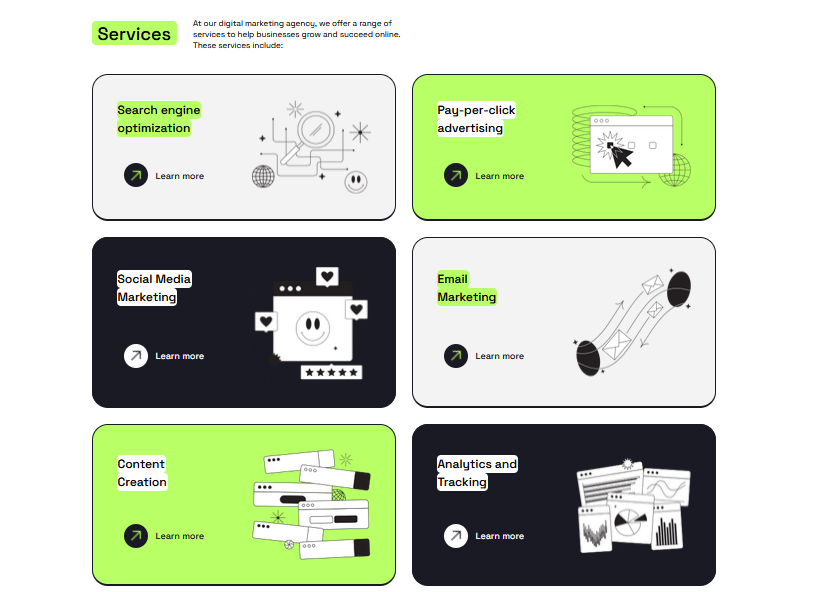 Services
At our digital marketing agency, we offer a range of
services to help businesses grow and succeed online.
These services include:
Search engine
optimization
Learn more
Pay-per-click
advertising
Learn more
Social Media
Marketing
Learn more
Email
Marketing
Learn more
Content
Creation
Learn more
Analytics and
Tracking
Learn more